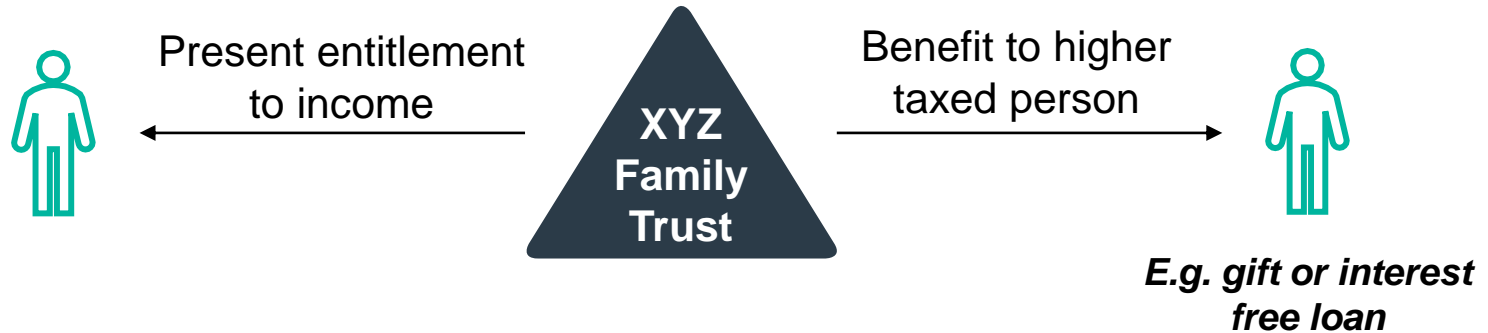 Present entitlement
to income
XYZ
Family
Trust
Benefit to higher
taxed person
E.g. gift or interest
free loan